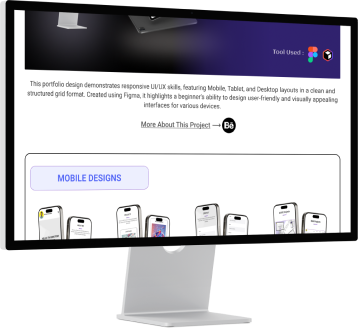 Tool Used :
This portfolio design demonstrates responsive UI/UX skills, featuring Mobile, Tablet, and Desktop layouts in a clean and
structured grid format. Created using Figma, it highlights a beginner's ability to design user-friendly and visually appealing
interfaces for various devices
More About This Project → Bē
MOBILE DESIGNS